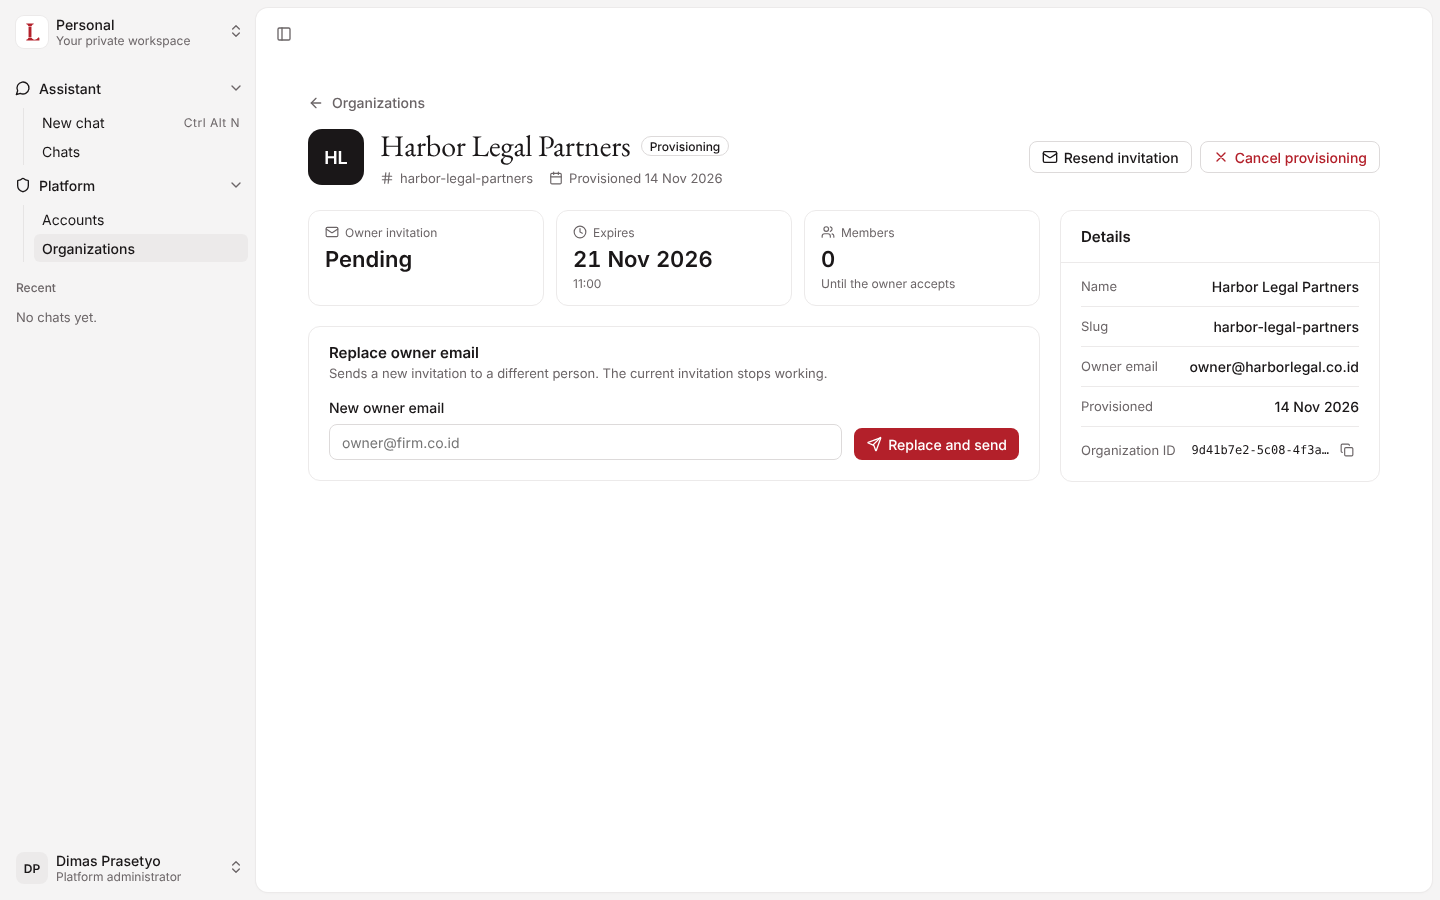 L
Personal
Your private workspace
Assistant
New chat
Ctrl Alt N
Chats
Platform
Accounts
Organizations
Recent
No chats yet.
DP
Dimas Prasetyo
Platform administrator
Organizations
HL
Harbor Legal Partners
Provisioning
harbor-legal-partners
Provisioned 14 Nov 2026
Resend invitation
Cancel provisioning
Owner invitation
Pending
Expires
21 Nov 2026
11:00
Members
0
Until the owner accepts
Replace owner email
Sends a new invitation to a different person. The current invitation stops working.
New owner email
owner@firm.co.id
Replace and send
Details
Name Harbor Legal Partners
Slug harbor-legal-partners
Owner email owner@harborlegal.co.id
Provisioned 14 Nov 2026
Organization ID 9d41b7e2-5c08-4f3a…